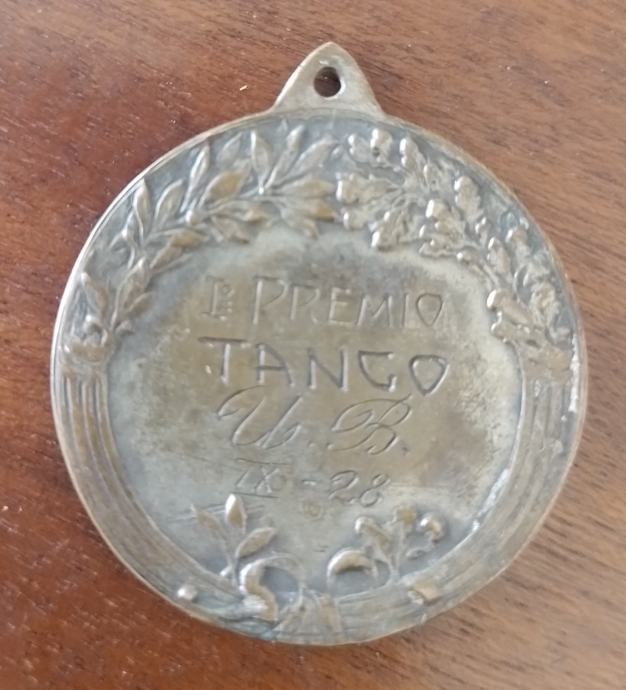 1º PREMIO
TANGO
U. B.
IX - 28